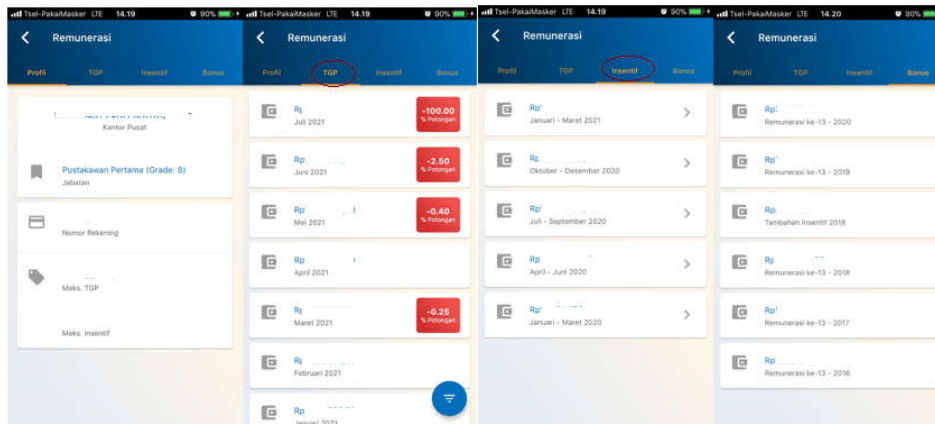 Tsel-PakaiMasker LTE 14.19 90%
Remunerasi
Profil TGP Insentif Bonus
Kantor Pusat
Pustakawan Pertama (Grade: 8)
Jabatan
Nomor Rekening
Maks. TGP
Maks. Insentif
Tsel-PakaiMasker LTE 14.19 90%
Remunerasi
Profil TGP Insentif Bonus
Juli 2021
-100.00
% Potongan
Rp
Juni 2021
-2.50
% Potongan
Rp
Mei 2021
-0.40
% Potongan
Rp
April 2021
Maret 2021
-0.25
% Potongan
Februari 2021
Rp
Januari 2021
Tsel-PakaiMasker LTE 14.19 90%
Remunerasi
Profil TGP Insentif Bonus
Rp
Januari - Maret 2021
Oktober - Desember 2020
Rp
Juli - September 2020
Rp
April - Juni 2020
Rp
Januari - Maret 2020
Tsel-PakaiMasker LTE 14.20 90%
Remunerasi
Profil TGP Insentif Bonus
Rp
Remunerasi ke-13 - 2020
Rp
Remunerasi ke-13 - 2019
Rp
Tambahan Insentif 2018
Remunerasi ke-13 - 2018
Rp
Remunerasi ke-13 - 2017
Rp
Remunerasi ke-13 - 2016